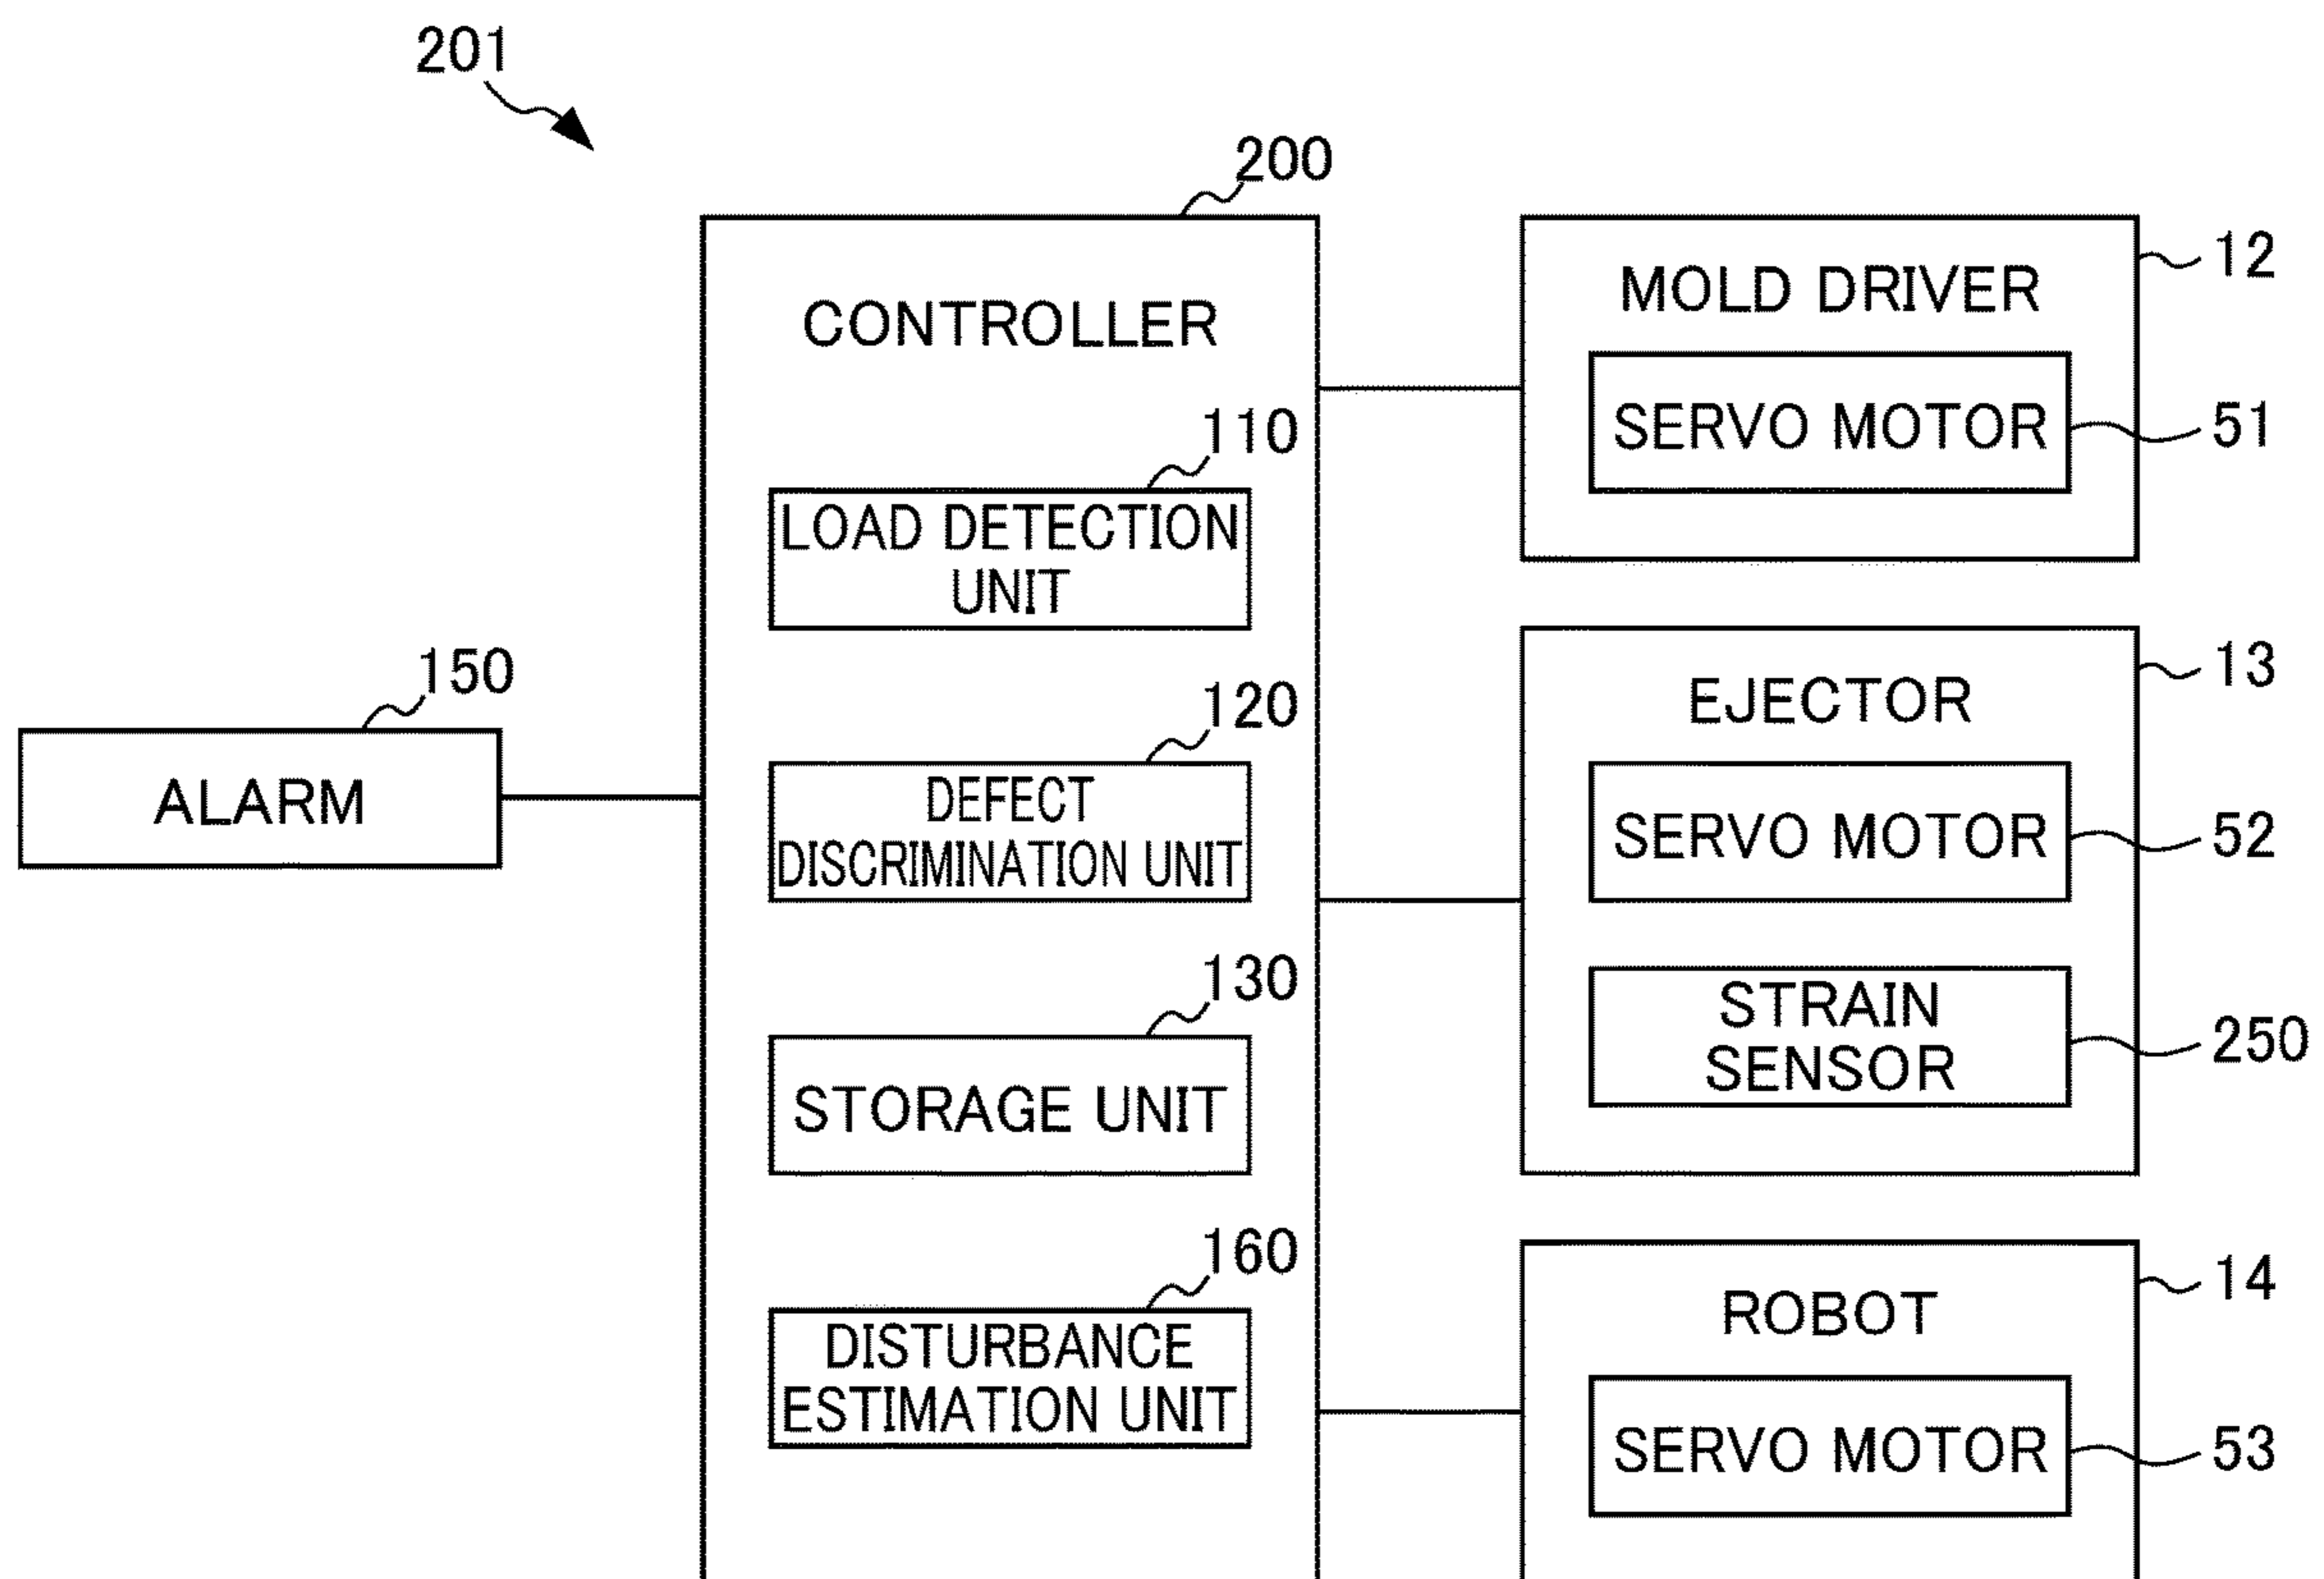 201
200
CONTROLLER
110
LOAD DETECTION
UNIT
120
DEFECT
DISCRIMINATION UNIT
130
STORAGE UNIT
160
DISTURBANCE
ESTIMATION UNIT
150
ALARM
12
MOLD DRIVER
SERVO MOTOR
51
13
EJECTOR
SERVO MOTOR
52
STRAIN
SENSOR
250
14
ROBOT
SERVO MOTOR
53